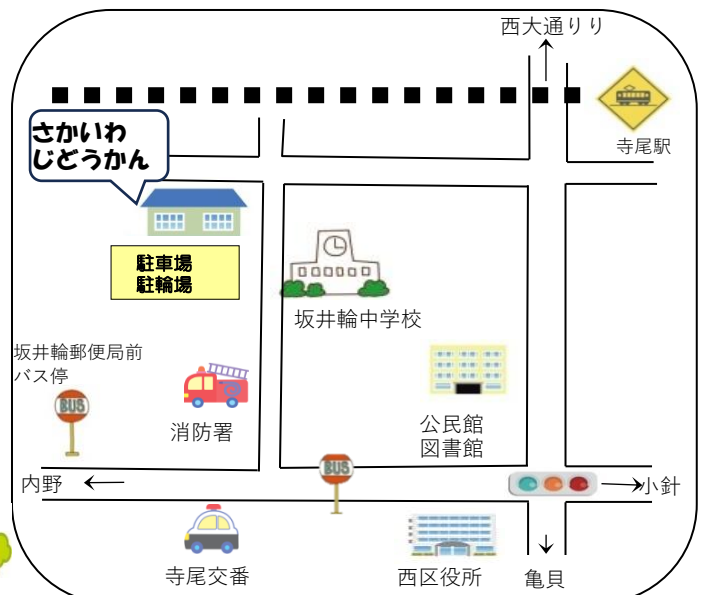 西大通りり
寺尾駅
さかいわ
じどうかん
駐車場
駐輪場
坂井輪中学校
坂井輪郵便局前
バス停
BUS
消防署
公民館
図書館
BUS
内野
小針
寺尾交番
西区役所
亀貝